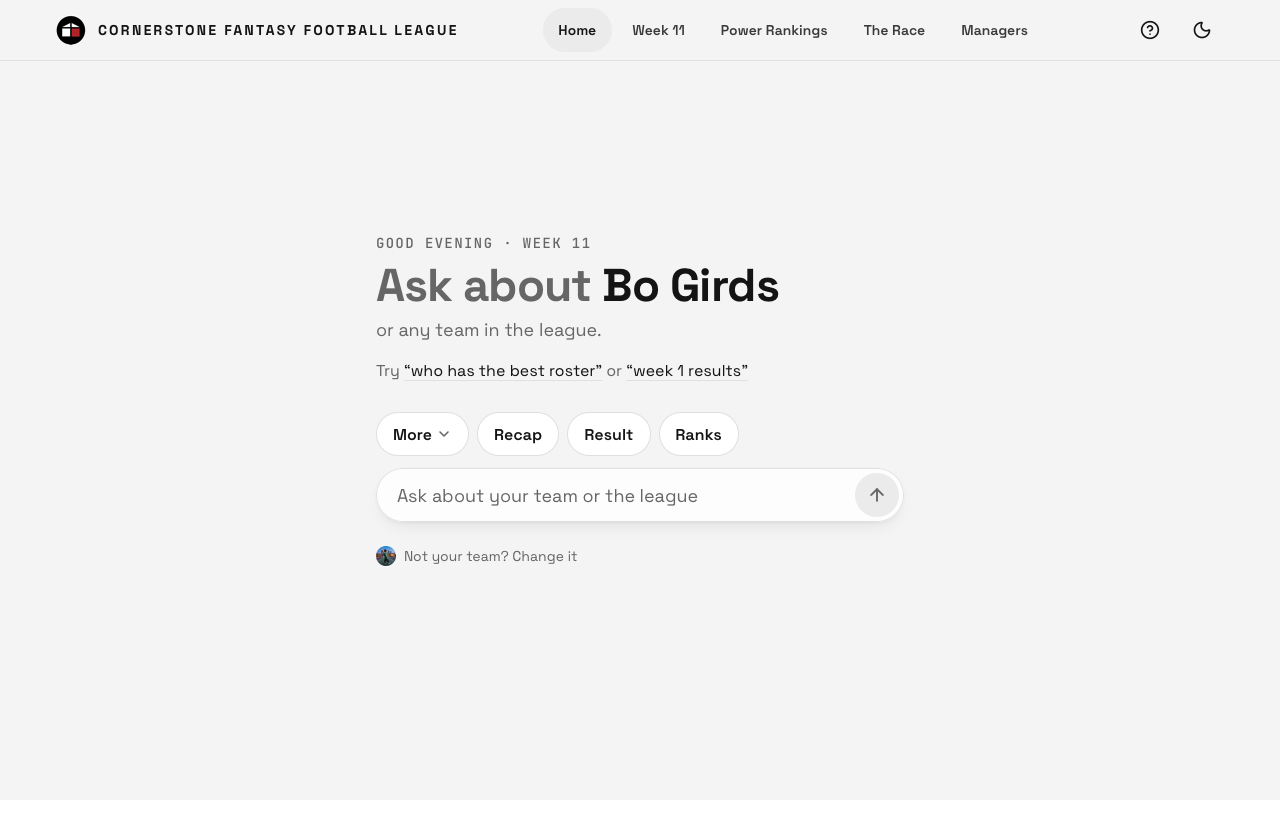 CORNERSTONE FANTASY FOOTBALL LEAGUE
Home
Week 11
Power Rankings
The Race
Managers
GOOD EVENING · WEEK 11
Ask about Bo Girds
or any team in the league.
Try “who has the best roster” or “week 1 results”
More
Recap
Result
Ranks
Ask about your team or the league
Not your team? Change it